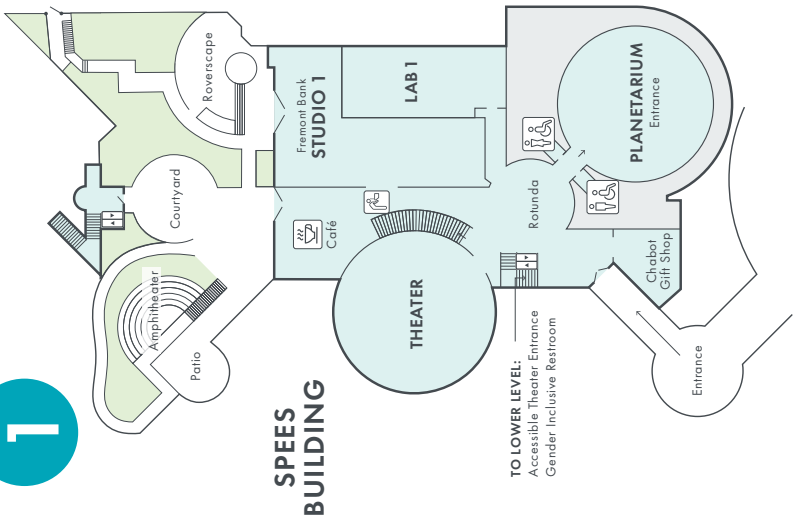 1
SPEES
BUILDING
Roverscape
Fremont Bank
STUDIO 1
LAB 1
PLANETARIUM
Entrance
Courtyard
Café
Rotunda
Amphitheater
Patio
THEATER
Chabot
Gift Shop
TO LOWER LEVEL:
Accessible Theater Entrance
Gender Inclusive Restroom
Entrance